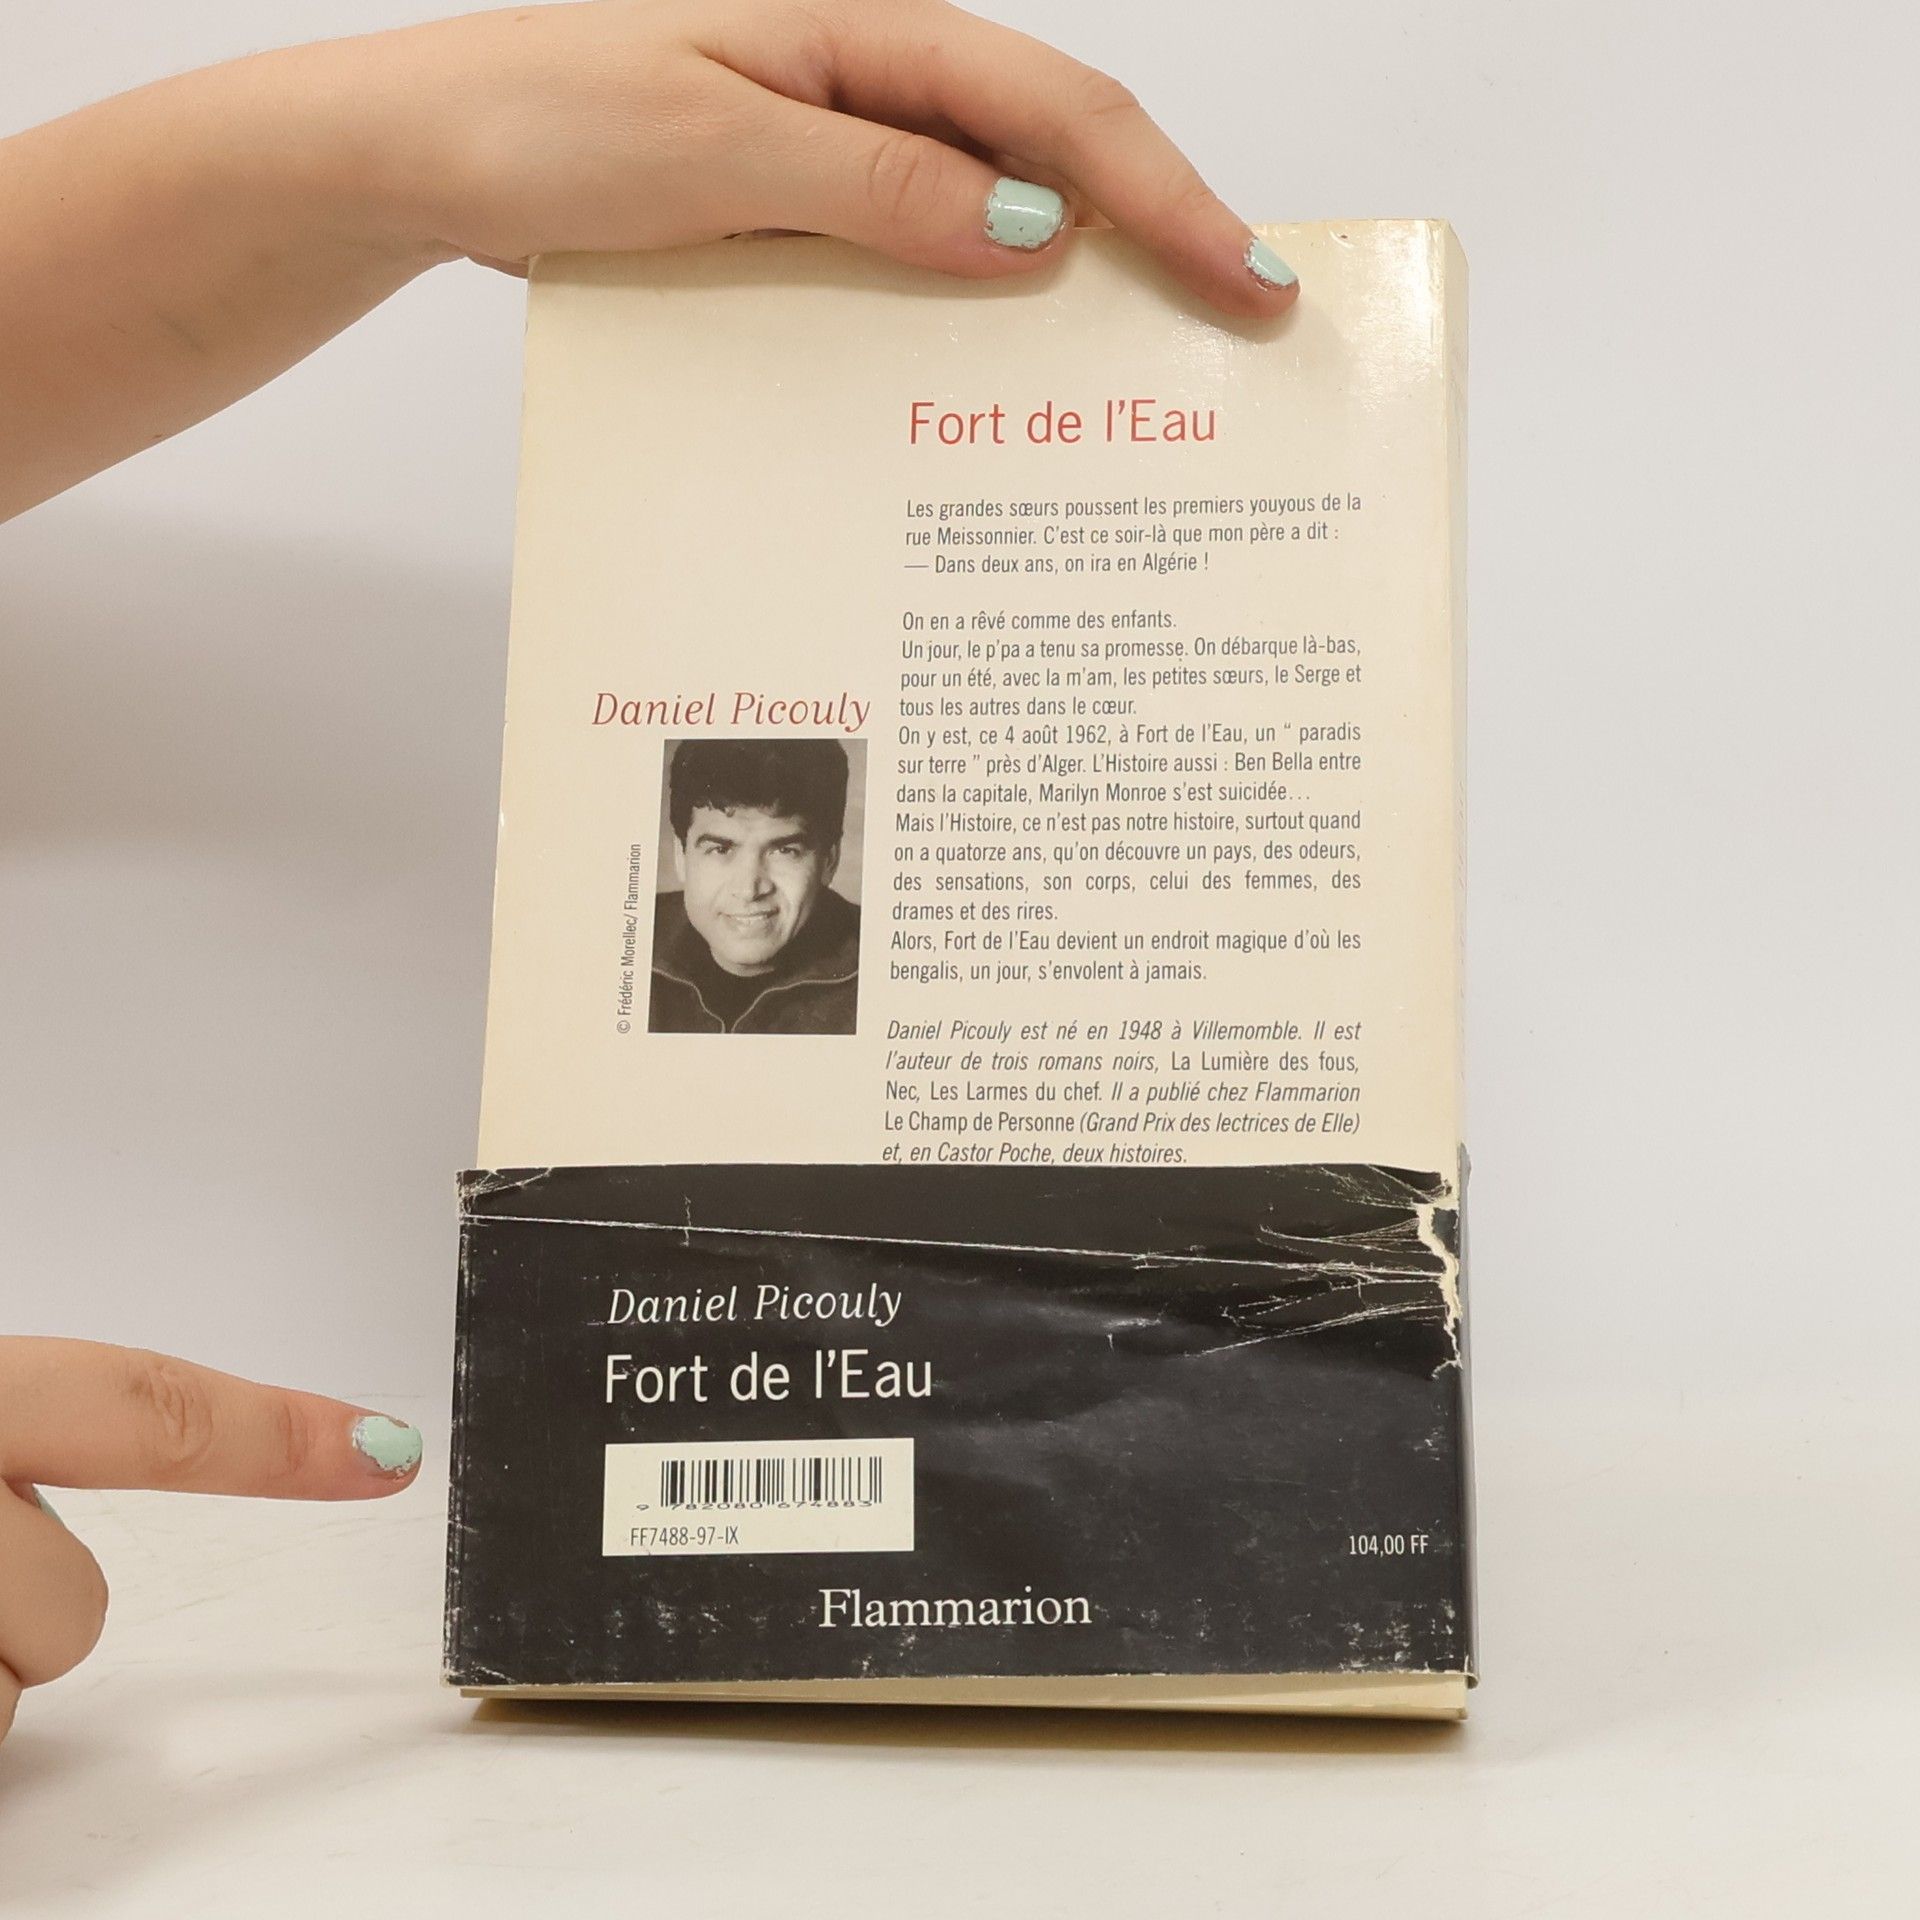 Fort de l'Eau
Les grandes sœurs poussent les premiers youyous de la
rue Meissonnier. C'est ce soir-là que mon père a dit :
— Dans deux ans, on ira en Algérie !
On en a rêvé comme des enfants.
Un jour, le p'pa a tenu sa promesse. On débarque là-bas,
pour un été, avec la m'am, les petites sœurs, le Serge et
tous les autres dans le cœur.
On y est, ce 4 août 1962, à Fort de l'Eau, un “ paradis
sur terre ” près d'Alger. L'Histoire aussi : Ben Bella entre
dans la capitale, Marilyn Monroe s'est suicidée...
Mais l'Histoire, ce n'est pas notre histoire, surtout quand
on a quatorze ans, qu'on découvre un pays, des odeurs,
des sensations, son corps, celui des femmes, des
drames et des rires.
Alors, Fort de l'Eau devient un endroit magique d'où les
bengalis, un jour, s'envolent à jamais.
Daniel Picouly
© Frédéric Morellec/ Flammarion
Daniel Picouly est né en 1948 à Villemomble. Il est
l'auteur de trois romans noirs, La Lumière des fous,
Nec, Les Larmes du chef. Il a publié chez Flammarion
Le Champ de Personne (Grand Prix des lectrices de Elle)
et, en Castor Poche, deux histoires.
Daniel Picouly
Fort de l'Eau
9 782080 674883
FF7488-97-IX
104,00 FF
Flammarion